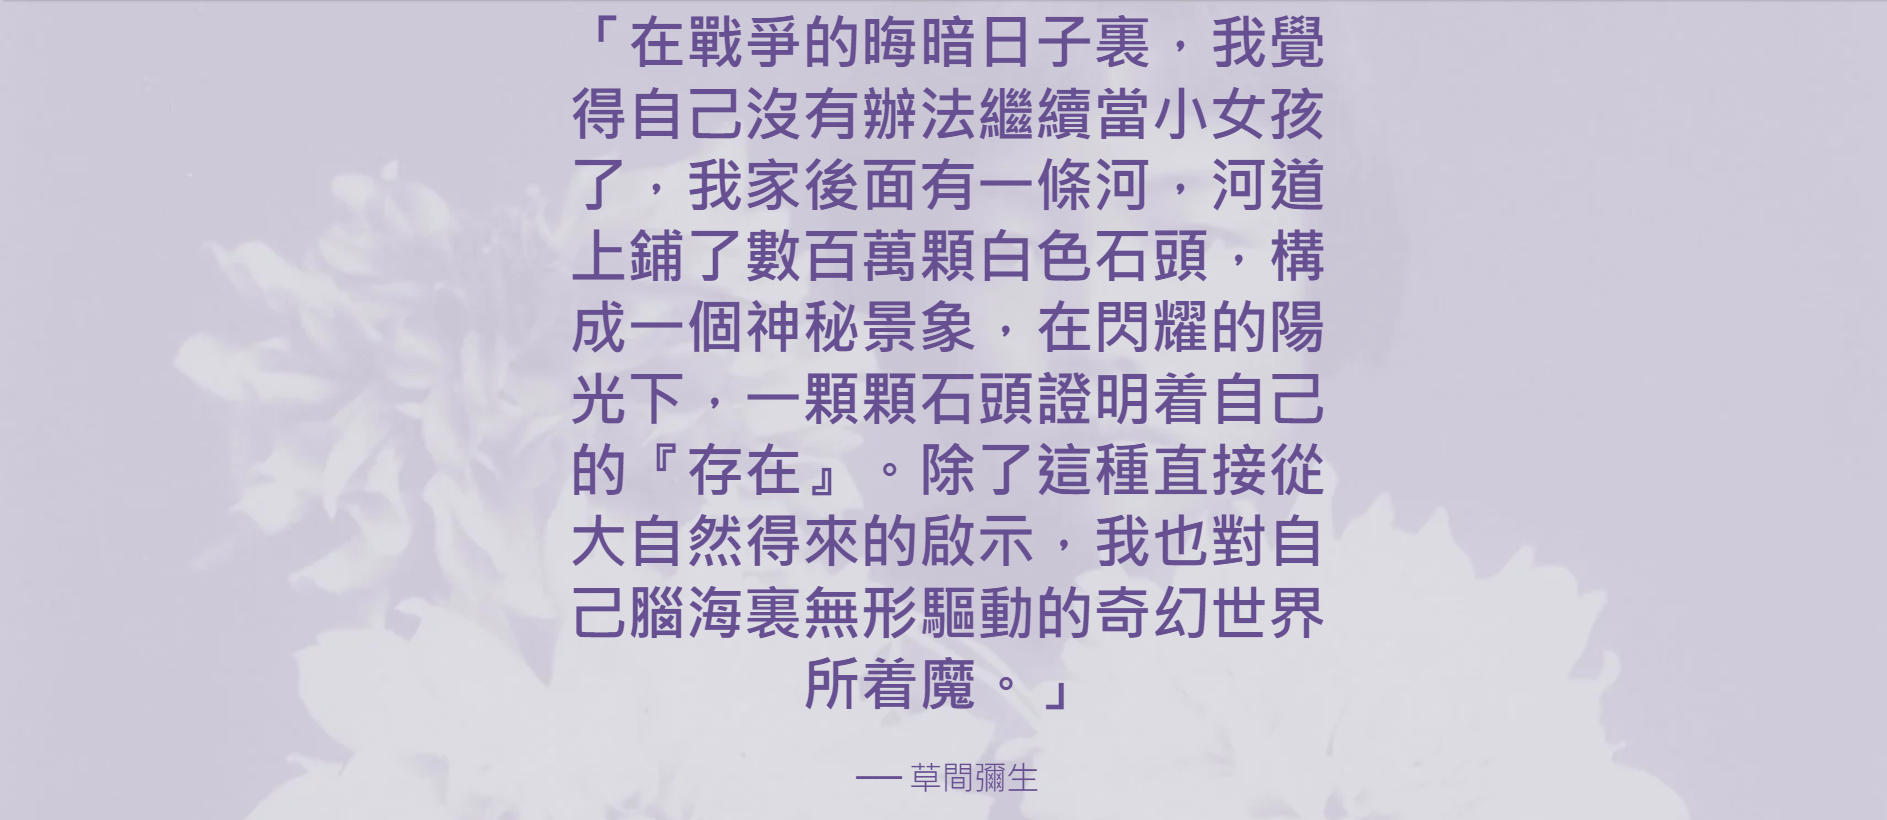 「在戰爭的晦暗日子裏，我覺
得自己沒有辦法繼續當小女孩
了，我家後面有一條河，河道
上鋪了數百萬顆白色石頭，構
成一個神秘景象，在閃耀的陽
光下，一顆顆石頭證明着自己
的『存在』。除了這種直接從
大自然得來的啟示，我也對自
己腦海裏無形驅動的奇幻世界
所着魔。」
── 草間彌生